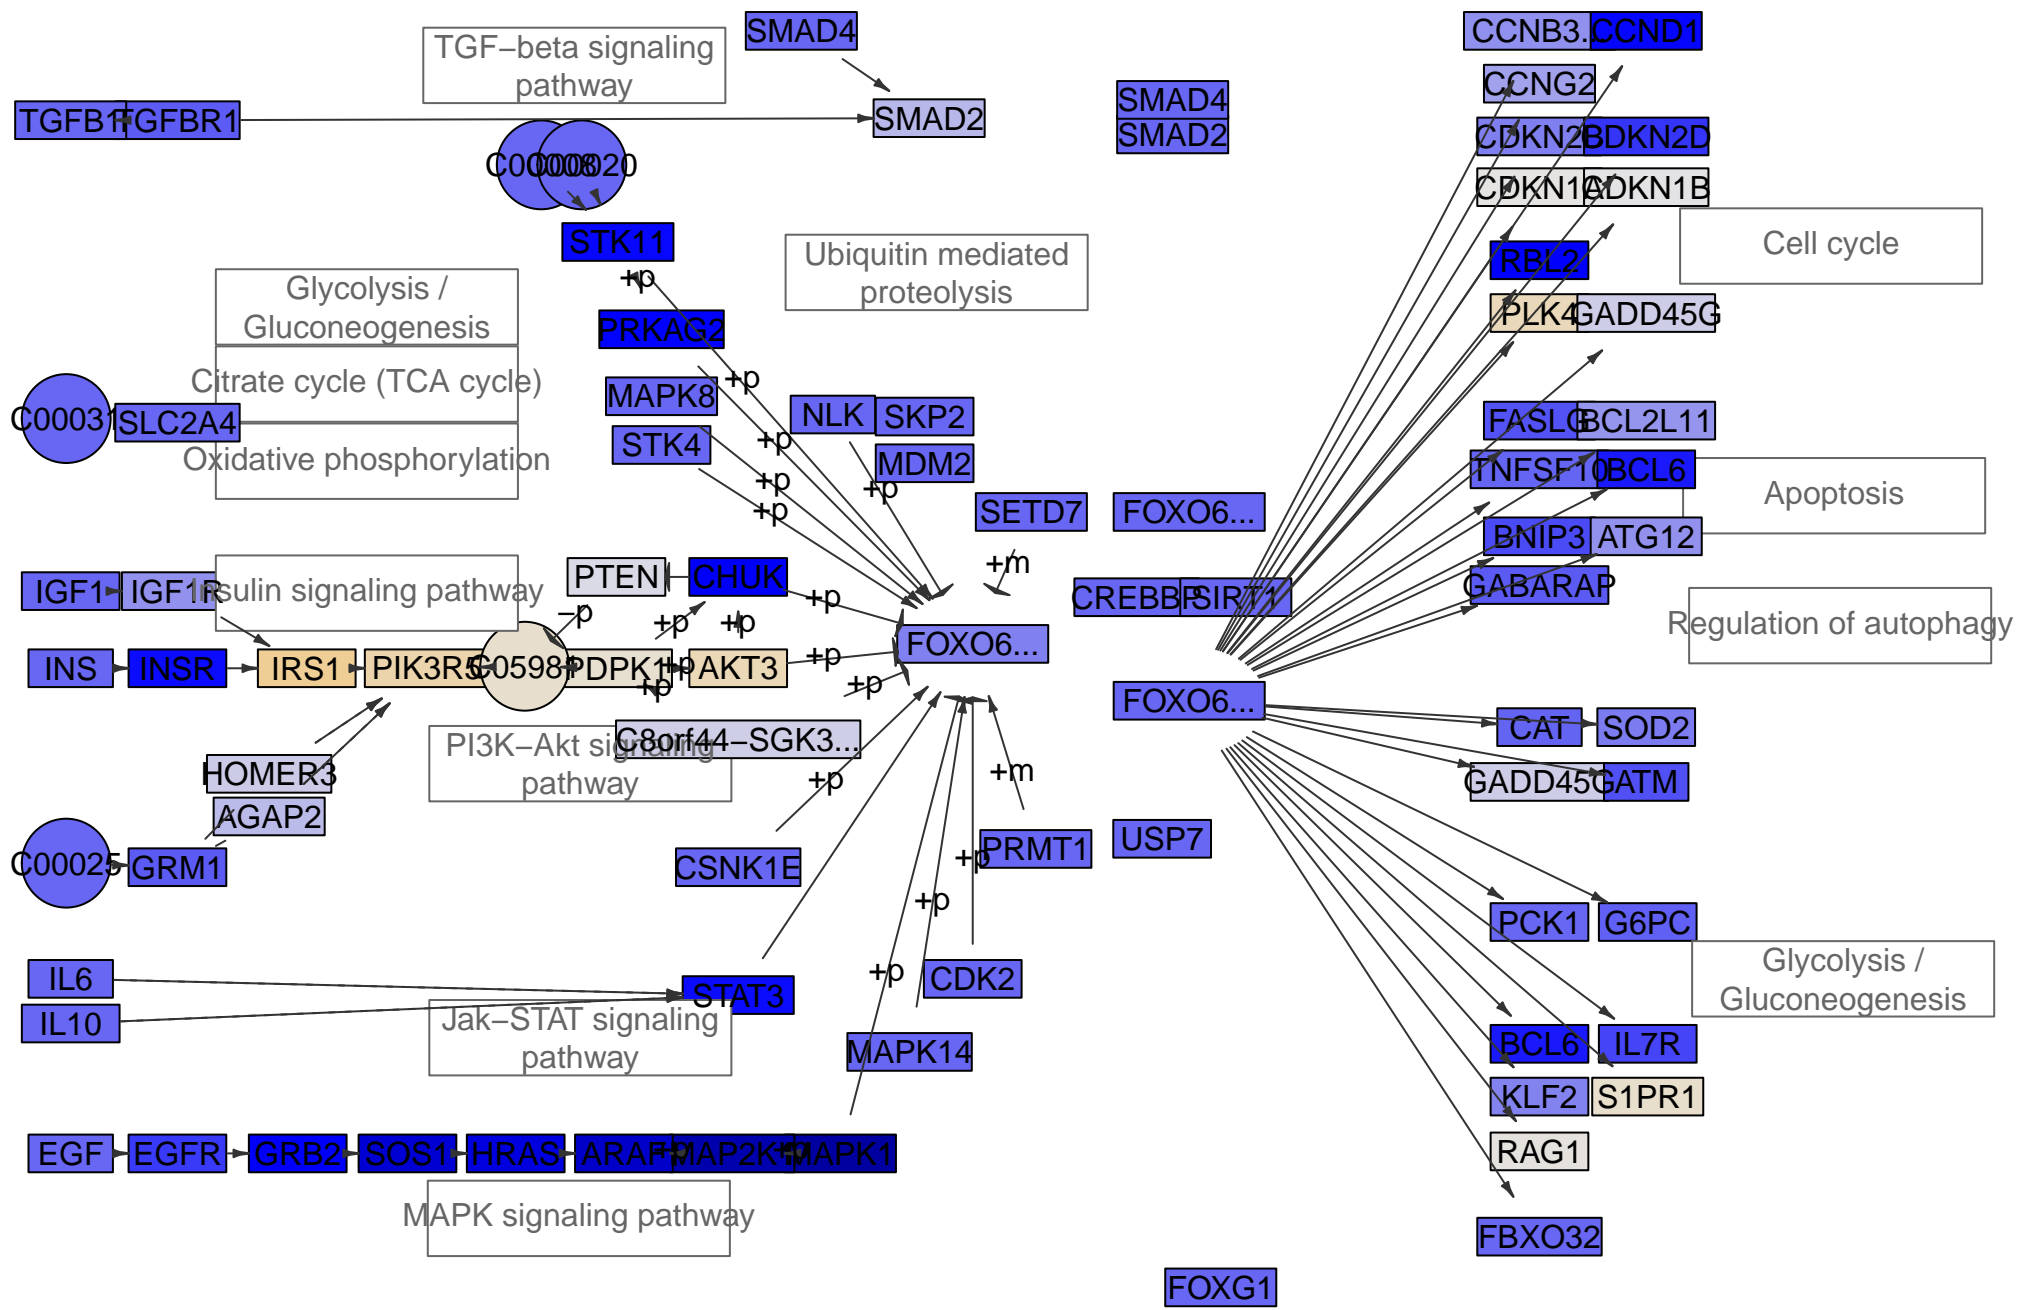 SMAD4
CCNB3...
CCND1
TGF−beta signaling
pathway
CCNG2
SMAD4
TGFB1
TGFBR1
SMAD2
SMAD2
CDKN2B
CDKN2D
C00020
CDKN1A
CDKN1B
STK11
Ubiquitin mediated
proteolysis
Cell cycle
+p
RBL2
Glycolysis /
Gluconeogenesis
PRKAG2
PLK4
GADD45G
Citrate cycle (TCA cycle)
+p
MAPK8
C00031
SLC2A4
NLK
SKP2
FASLG
BCL2L11
STK4
+p
Oxidative phosphorylation
MDM2
TNFSF10
BCL6
+p
+p
Apoptosis
+p
SETD7
FOXO6...
BNIP3
ATG12
+m
IGF1
IGF1R
Insulin signaling pathway
PTEN
CHUK
+p
CREBBP
SIRT1
GABARAP
−p
+p
+p
Regulation of autophagy
FOXO6...
INS
INSR
IRS1
PIK3R5
C05981
PDPK1
+p
AKT3
+p
+p
+p
FOXO6...
CAT
SOD2
C8orf44−SGK3...
PI3K−Akt signaling
pathway
HOMER3
+p
+m
GADD45G
ATM
AGAP2
C00025
GRM1
CSNK1E
+p
PRMT1
USP7
+p
PCK1
G6PC
IL6
+p
CDK2
Glycolysis /
Gluconeogenesis
STAT3
IL10
Jak−STAT signaling
pathway
MAPK14
BCL6
IL7R
KLF2
S1PR1
EGF
EGFR
GRB2
SOS1
HRAS
ARAF
+p
MAP2K1
+p
MAPK1
RAG1
MAPK signaling pathway
FBXO32
FOXG1